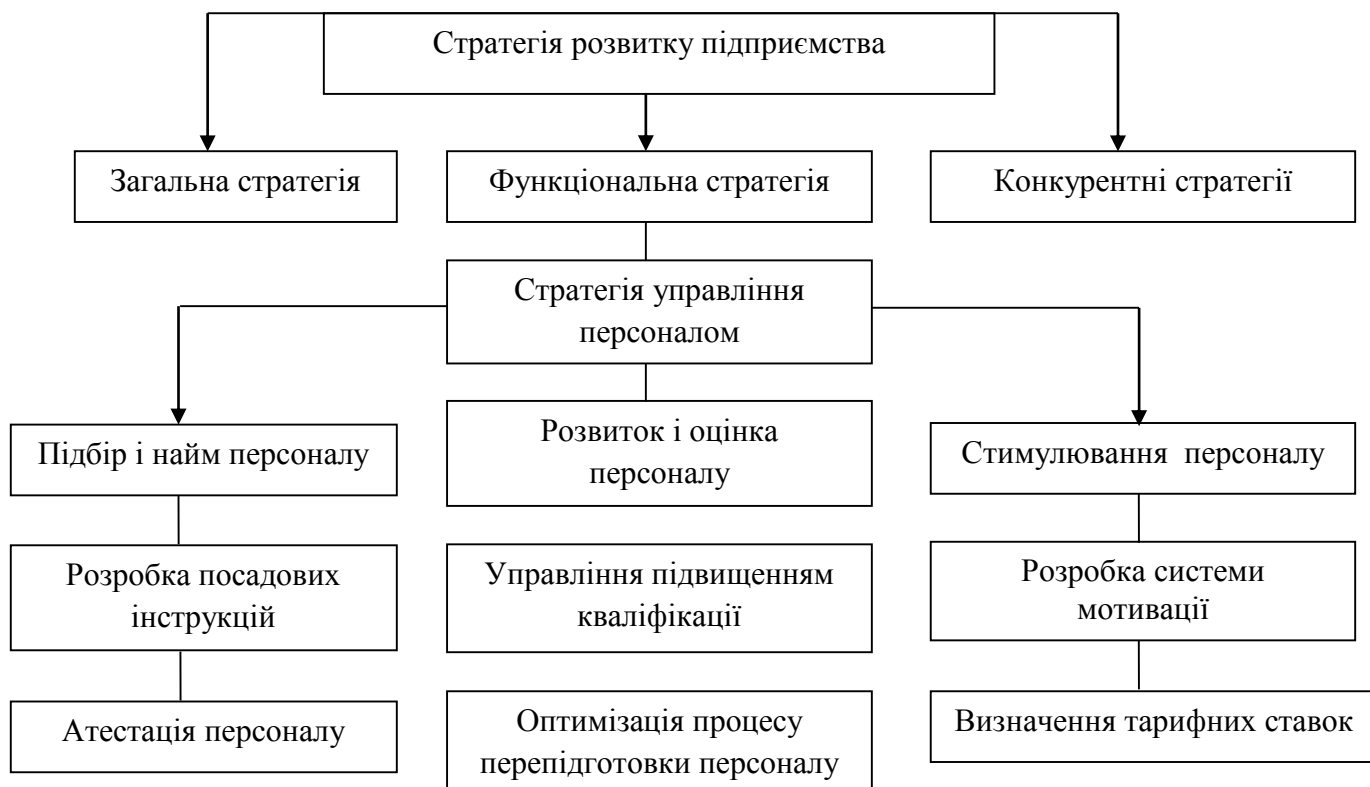 Стратегія розвитку підприємства
Загальна стратегія
Функціональна стратегія
Конкурентні стратегії
Стратегія управління
персоналом
Підбір і найм персоналу
Розвиток і оцінка
персоналу
Стимулювання персоналу
Розробка посадових
інструкцій
Управління підвищенням
кваліфікації
Розробка системи
мотивації
Атестація персоналу
Оптимізація процесу
перепідготовки персоналу
Визначення тарифних ставок